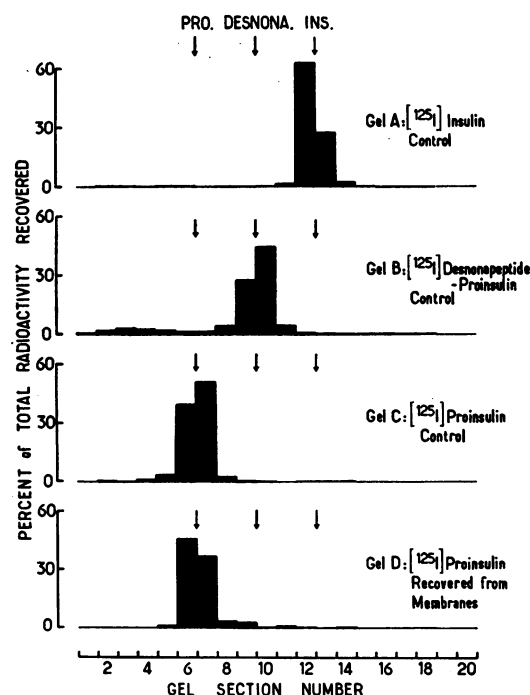 PRO. DESNONA. INS.
60
30
0
Gel A:[125I] Insulin
Control
60
30
0
Gel B:[125I]Desnonapeptide
-Proinsulin
Control
60
30
0
Gel C:[125I]Proinsulin
Control
60
30
0
Gel D:[125I]Proinsulin
Recovered from
Membranes
PERCENT of TOTAL RADIOACTIVITY RECOVERED
2 4 6 8 10 12 14 16 18 20
GEL SECTION NUMBER